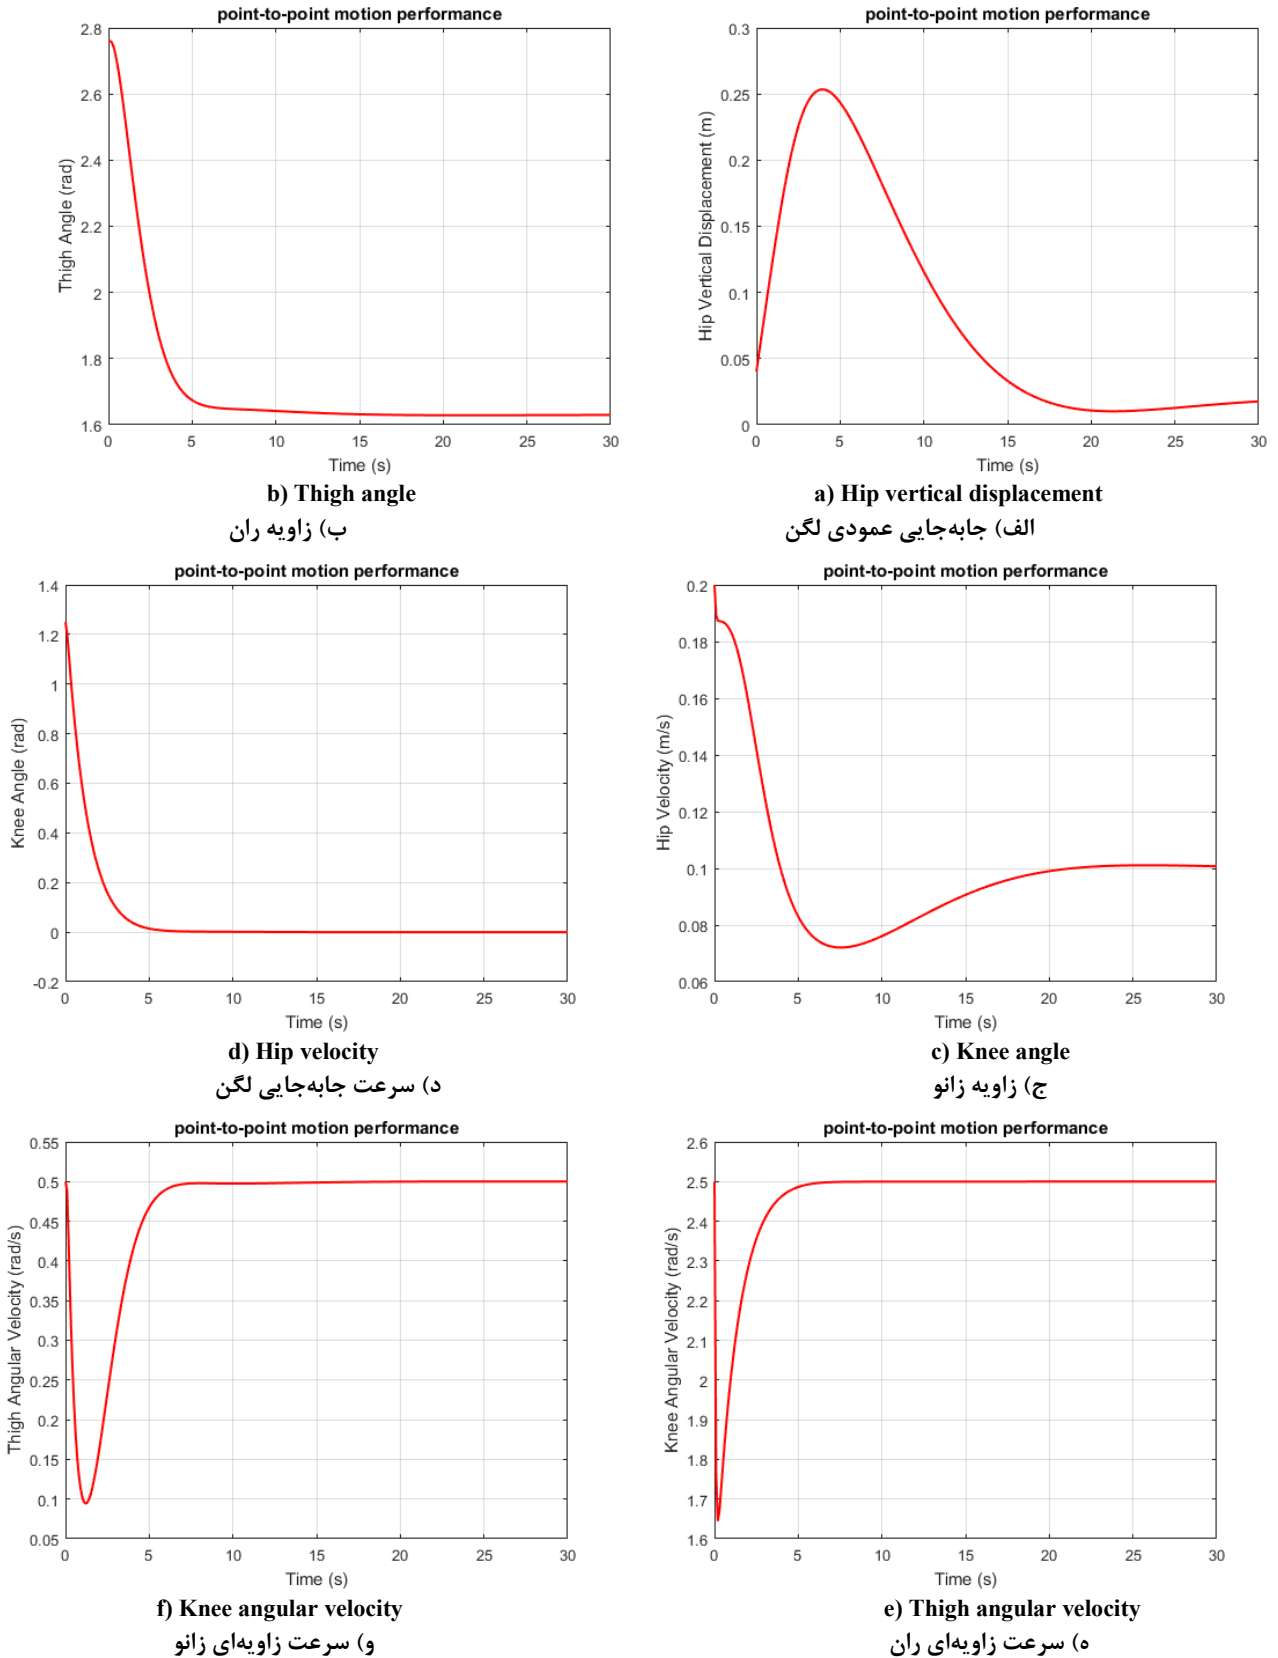 point-to-point motion performance
2.8
2.6
2.4
2.2
2
1.8
1.6
Thigh Angle (rad)
0 5 10 15 20 25 30
Time (s)
b) Thigh angle
ب) زاویه ران
point-to-point motion performance
0.3
0.25
0.2
0.15
0.1
0.05
0
Hip Vertical Displacement (m)
0 5 10 15 20 25 30
Time (s)
a) Hip vertical displacement
الف) جابه‌جایی عمودی لگن
point-to-point motion performance
1.4
1.2
1
0.8
0.6
0.4
0.2
0
-0.2
Knee Angle (rad)
0 5 10 15 20 25 30
Time (s)
d) Hip velocity
د) سرعت جابه‌جایی لگن
point-to-point motion performance
0.2
0.18
0.16
0.14
0.12
0.1
0.08
0.06
Hip Velocity (m/s)
0 5 10 15 20 25 30
Time (s)
c) Knee angle
ج) زاویه زانو
point-to-point motion performance
0.55
0.5
0.45
0.4
0.35
0.3
0.25
0.2
0.15
0.1
0.05
Thigh Angular Velocity (rad/s)
0 5 10 15 20 25 30
Time (s)
f) Knee angular velocity
و) سرعت زاویه‌ای زانو
point-to-point motion performance
2.6
2.5
2.4
2.3
2.2
2.1
2
1.9
1.8
1.7
1.6
Knee Angular Velocity (rad/s)
0 5 10 15 20 25 30
Time (s)
e) Thigh angular velocity
ه) سرعت زاویه‌ای ران